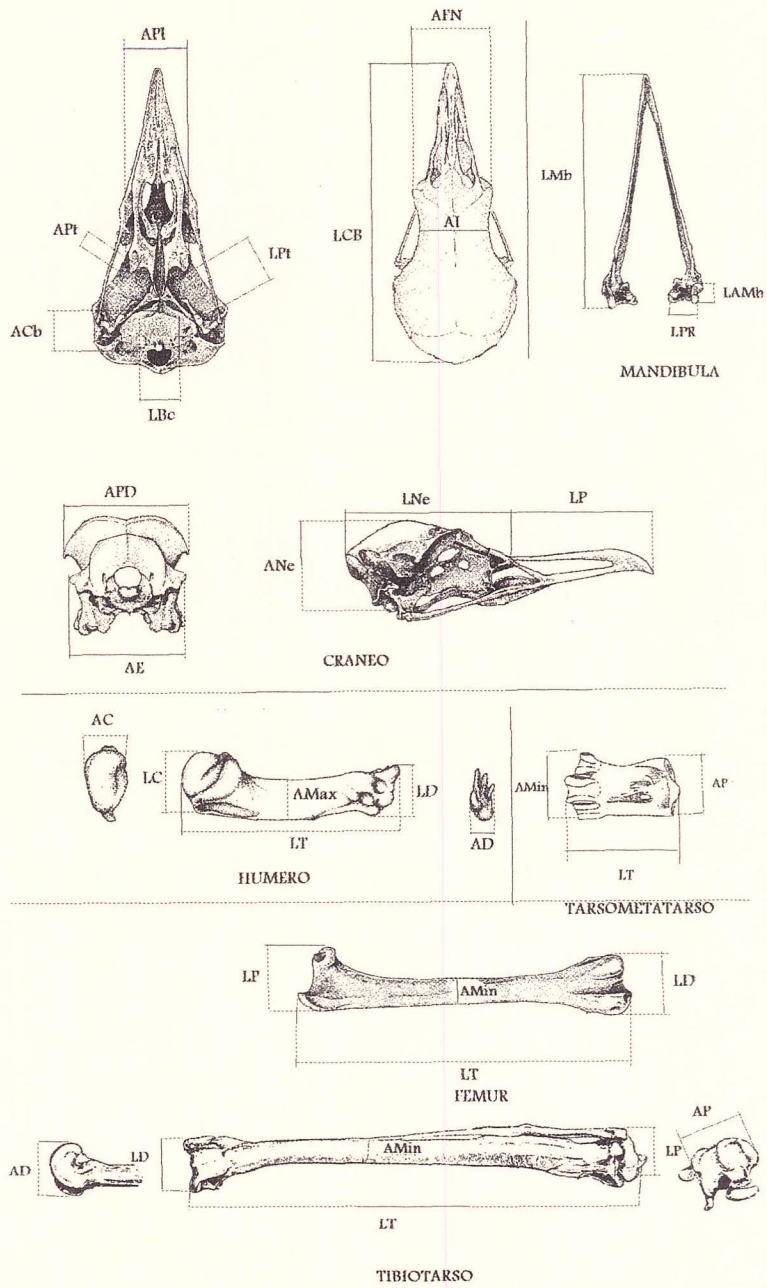 APl
AFN
LMb
APt
LPt
LCB
AI
ACb
LAMb
LPR
LBc
MANDIBULA
APD
LNe
LP
ANe
AE
CRANEO
AC
LC
AMax
LD
LT
HUMERO
AD
AMin
AP
LT
TARSOMETATARSO
LP
AMin
LD
LT
FEMUR
AD
LD
AMin
LP
AP
LT
TIBIOTARSO